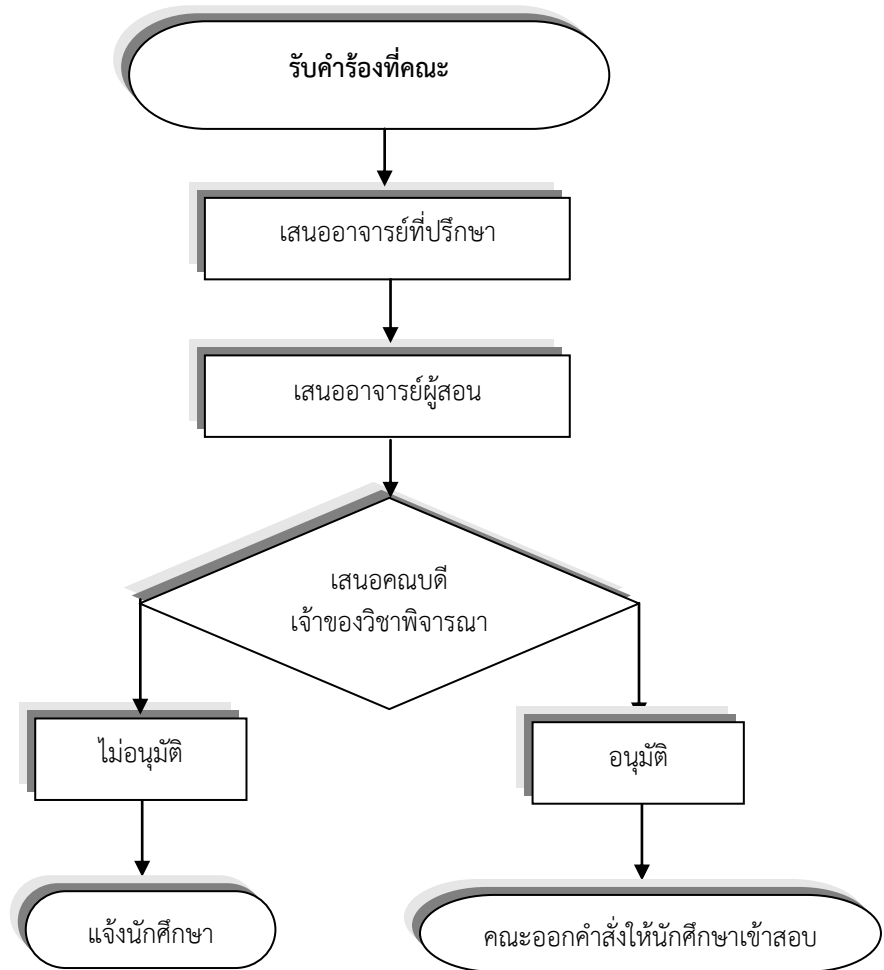 รับคำร้องที่คณะ
เสนออาจารย์ที่ปรึกษา
เสนออาจารย์ผู้สอน
เสนอคณบดี
เจ้าของวิชาพิจารณา
ไม่อนุมัติ
อนุมัติ
แจ้งนักศึกษา
คณะออกคำสั่งให้นักศึกษาเข้าสอบ